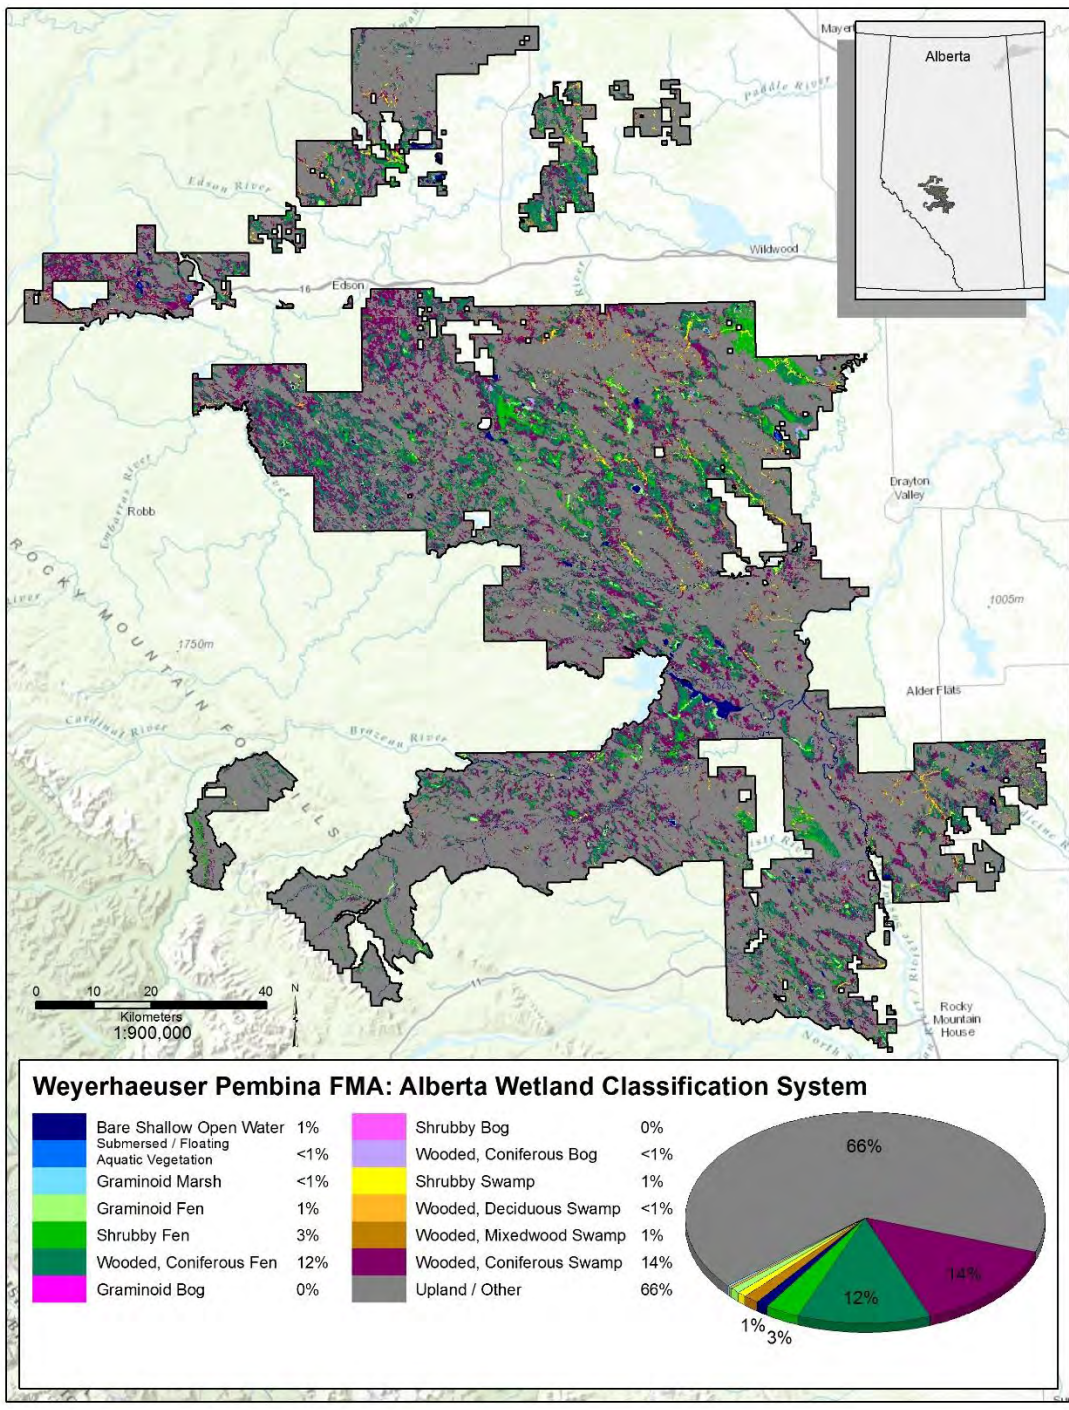 Mayert
Alberta
Paddle River
Edson River
Wildwood
River
16
Edson
Embarras River
River
Robb
Drayton
Valley
ROCKY MOUNTAIN FOOTHILLS
River
1005m
1750m
Alder Flats
Cardinal River
Brazeau River
11
Rocky
Mountain
House
North S
0 10 20 40
Kilometers
1:900,000
N
Weyerhaeuser Pembina FMA: Alberta Wetland Classification System
Bare Shallow Open Water 1%
Submersed / Floating
Aquatic Vegetation <1%
Graminoid Marsh <1%
Graminoid Fen 1%
Shrubby Fen 3%
Wooded, Coniferous Fen 12%
Graminoid Bog 0%
Shrubby Bog 0%
Wooded, Coniferous Bog <1%
Shrubby Swamp 1%
Wooded, Deciduous Swamp <1%
Wooded, Mixedwood Swamp 1%
Wooded, Coniferous Swamp 14%
Upland / Other 66%
66%
14%
12%
1%
3%